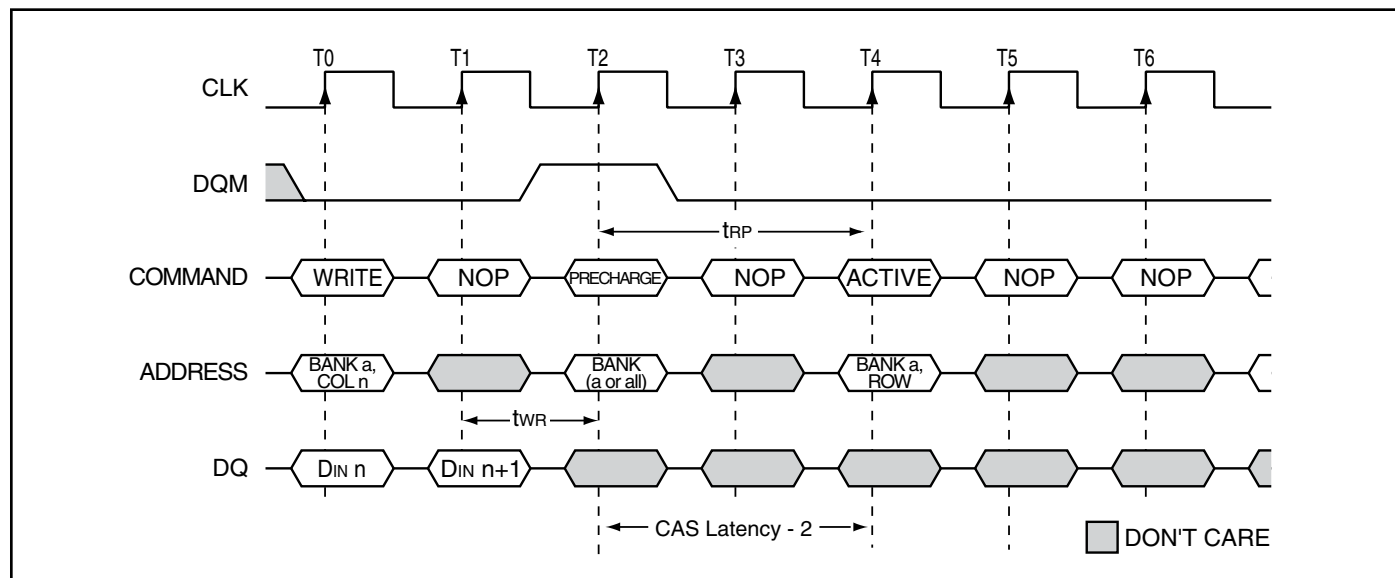 T0 T1 T2 T3 T4 T5 T6
CLK
DQM
tRP
COMMAND WRITE NOP PRECHARGE NOP ACTIVE NOP NOP
ADDRESS
BANK a,
COL n
BANK
(a or all)
BANK a,
ROW
tWR
DQ DIN n DIN n+1
CAS Latency - 2
DON'T CARE